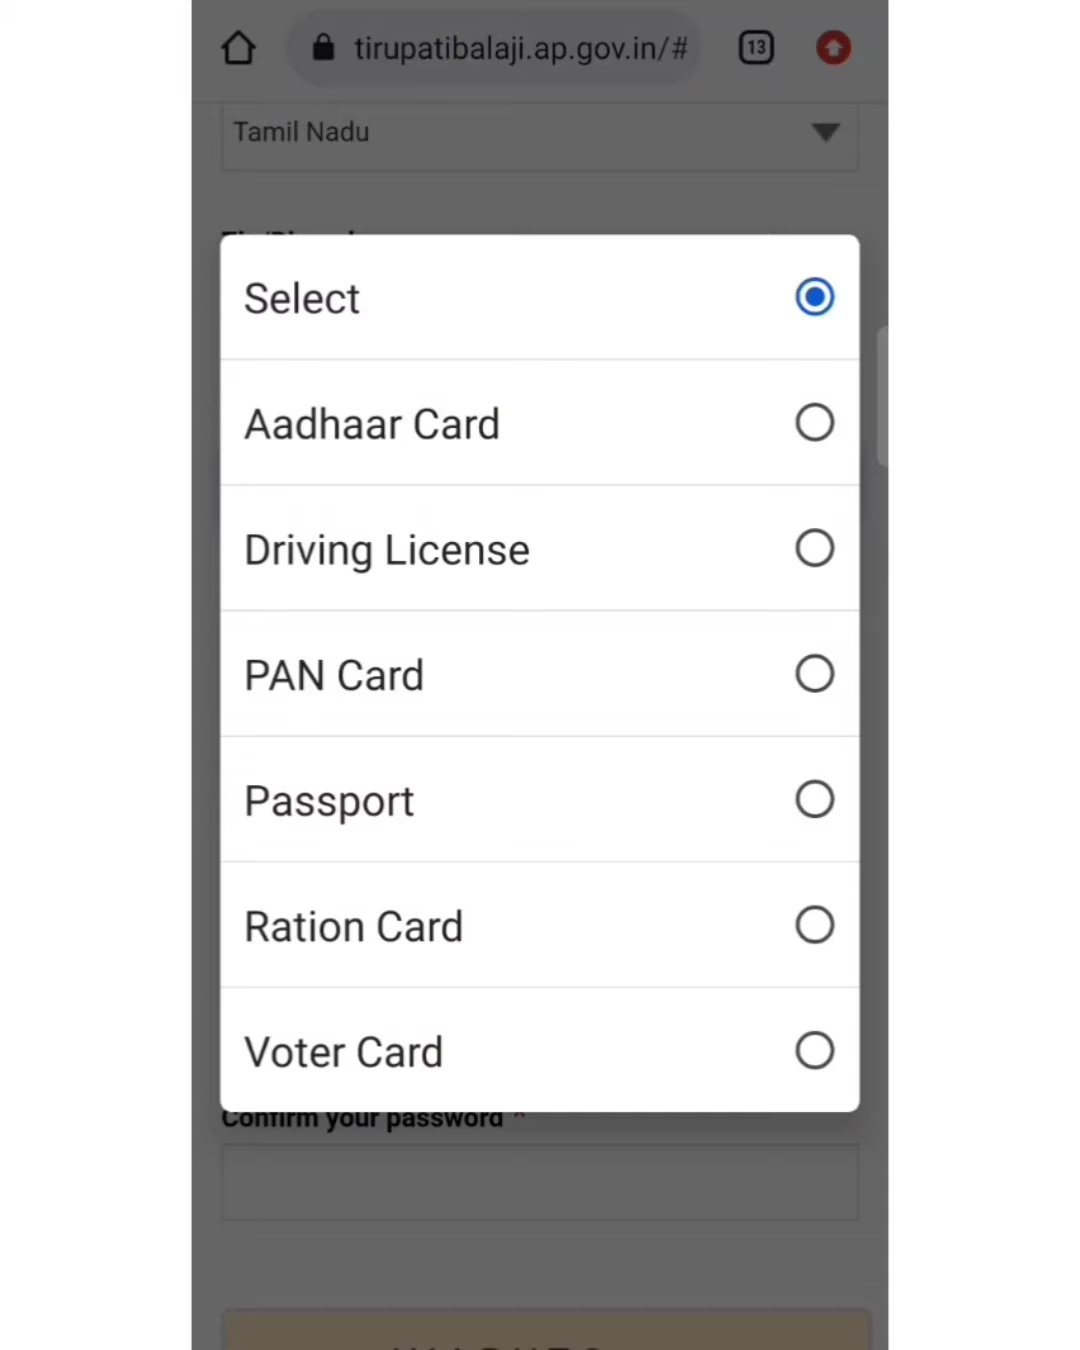 tirupatibalaji.ap.gov.in/#
13
Tamil Nadu
Select
Aadhaar Card
Driving License
PAN Card
Passport
Ration Card
Voter Card
Confirm your password *